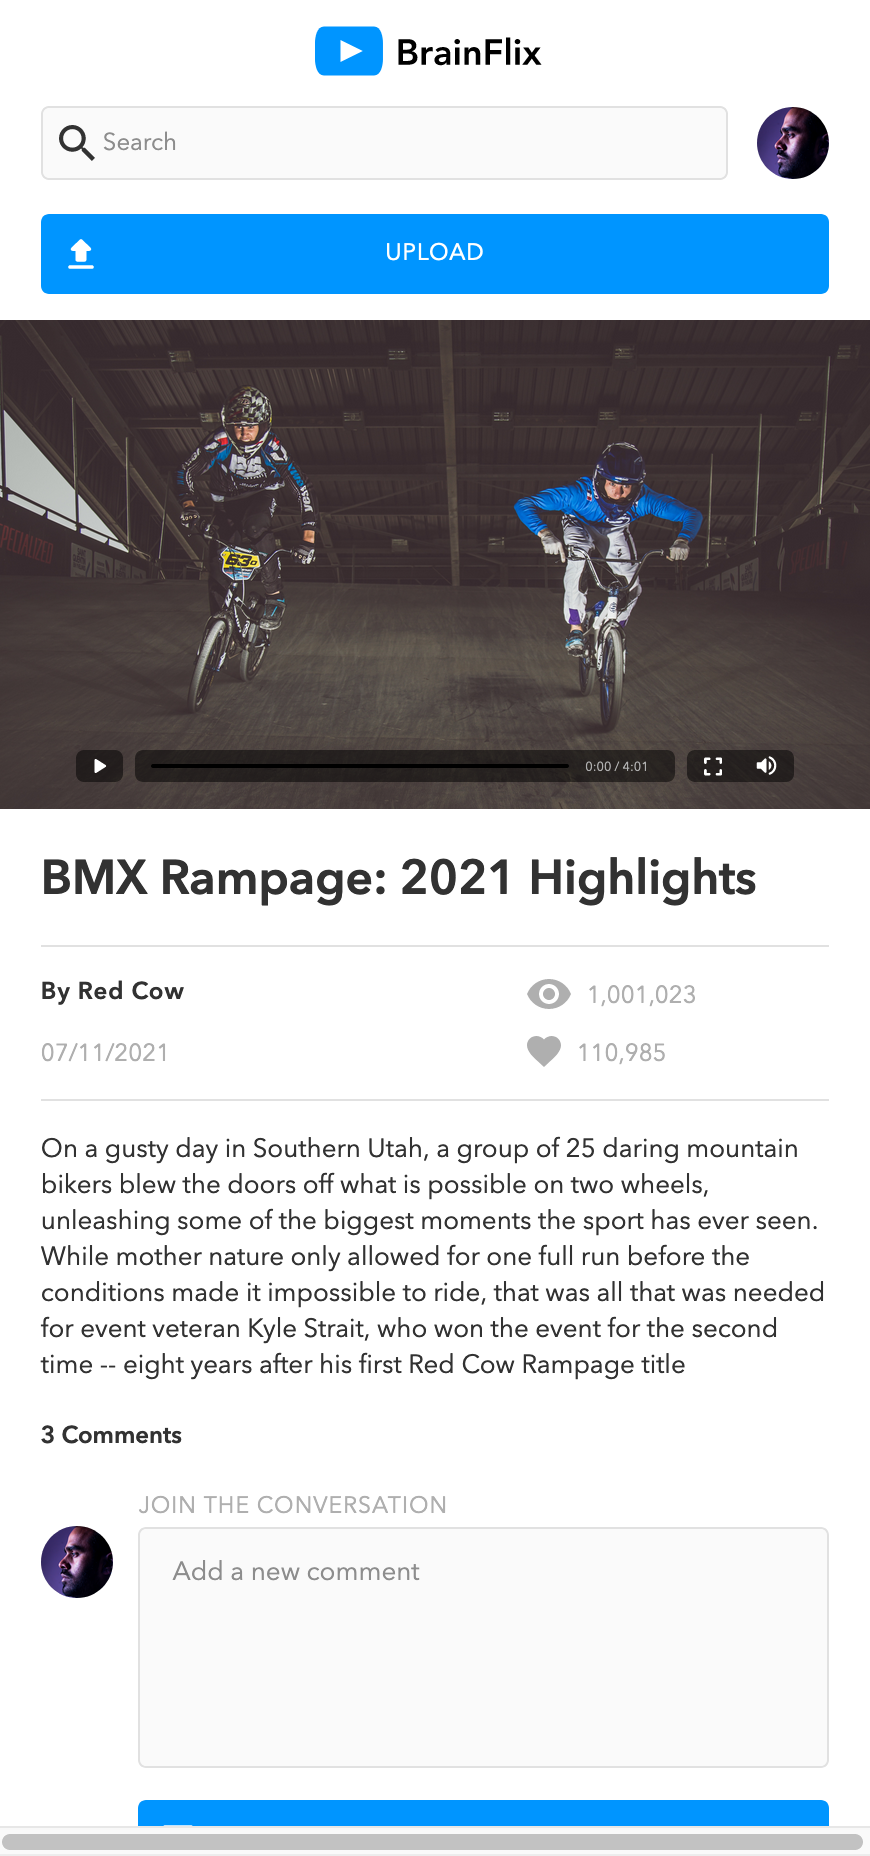 BrainFlix
Search
UPLOAD
SPECIALIZED
0:00 / 4:01
BMX Rampage: 2021 Highlights
By Red Cow
1,001,023
07/11/2021
110,985
On a gusty day in Southern Utah, a group of 25 daring mountain
bikers blew the doors off what is possible on two wheels,
unleashing some of the biggest moments the sport has ever seen.
While mother nature only allowed for one full run before the
conditions made it impossible to ride, that was all that was needed
for event veteran Kyle Strait, who won the event for the second
time -- eight years after his first Red Cow Rampage title
3 Comments
JOIN THE CONVERSATION
Add a new comment